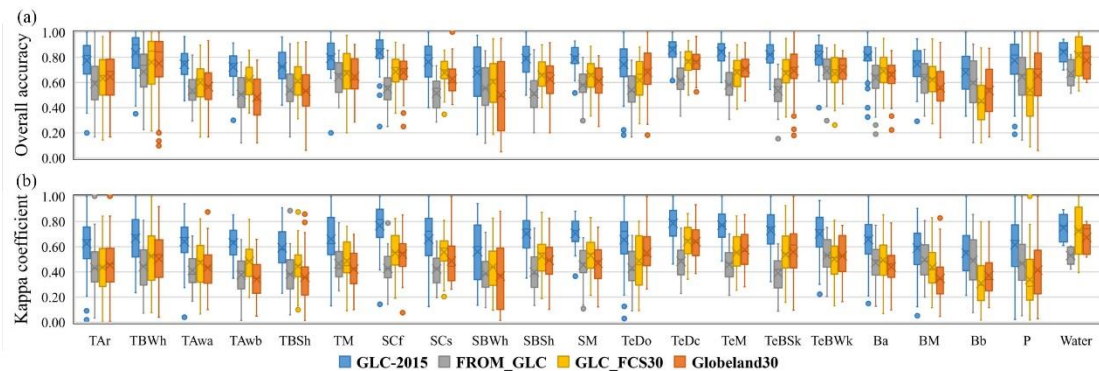 (a)
Overall accuracy
1.00
0.80
0.60
0.40
0.20
0.00
(b)
Kappa coefficient
1.00
0.80
0.60
0.40
0.20
0.00
TAr TBWh TAwa TAwb TBSh TM SCf SCs SBWh SBSh SM TeDo TeDc TeM TeBSk TeBWk Ba BM Bb P Water
GLC-2015 FROM_GLC GLC_FCS30 Globeland30